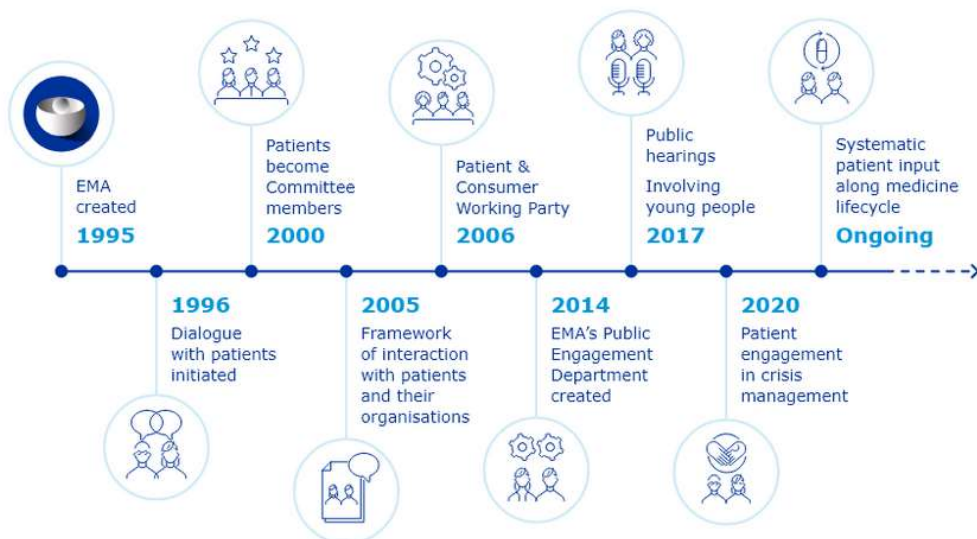 EMA
created
1995
1996
Dialogue
with patients
initiated
Patients
become
Committee
members
2000
2005
Framework
of interaction
with patients
and their
organisations
Patient &
Consumer
Working Party
2006
2014
EMA’s Public
Engagement
Department
created
Public
hearings
Involving
young people
2017
2020
Patient
engagement
in crisis
management
Systematic
patient input
along medicine
lifecycle
Ongoing